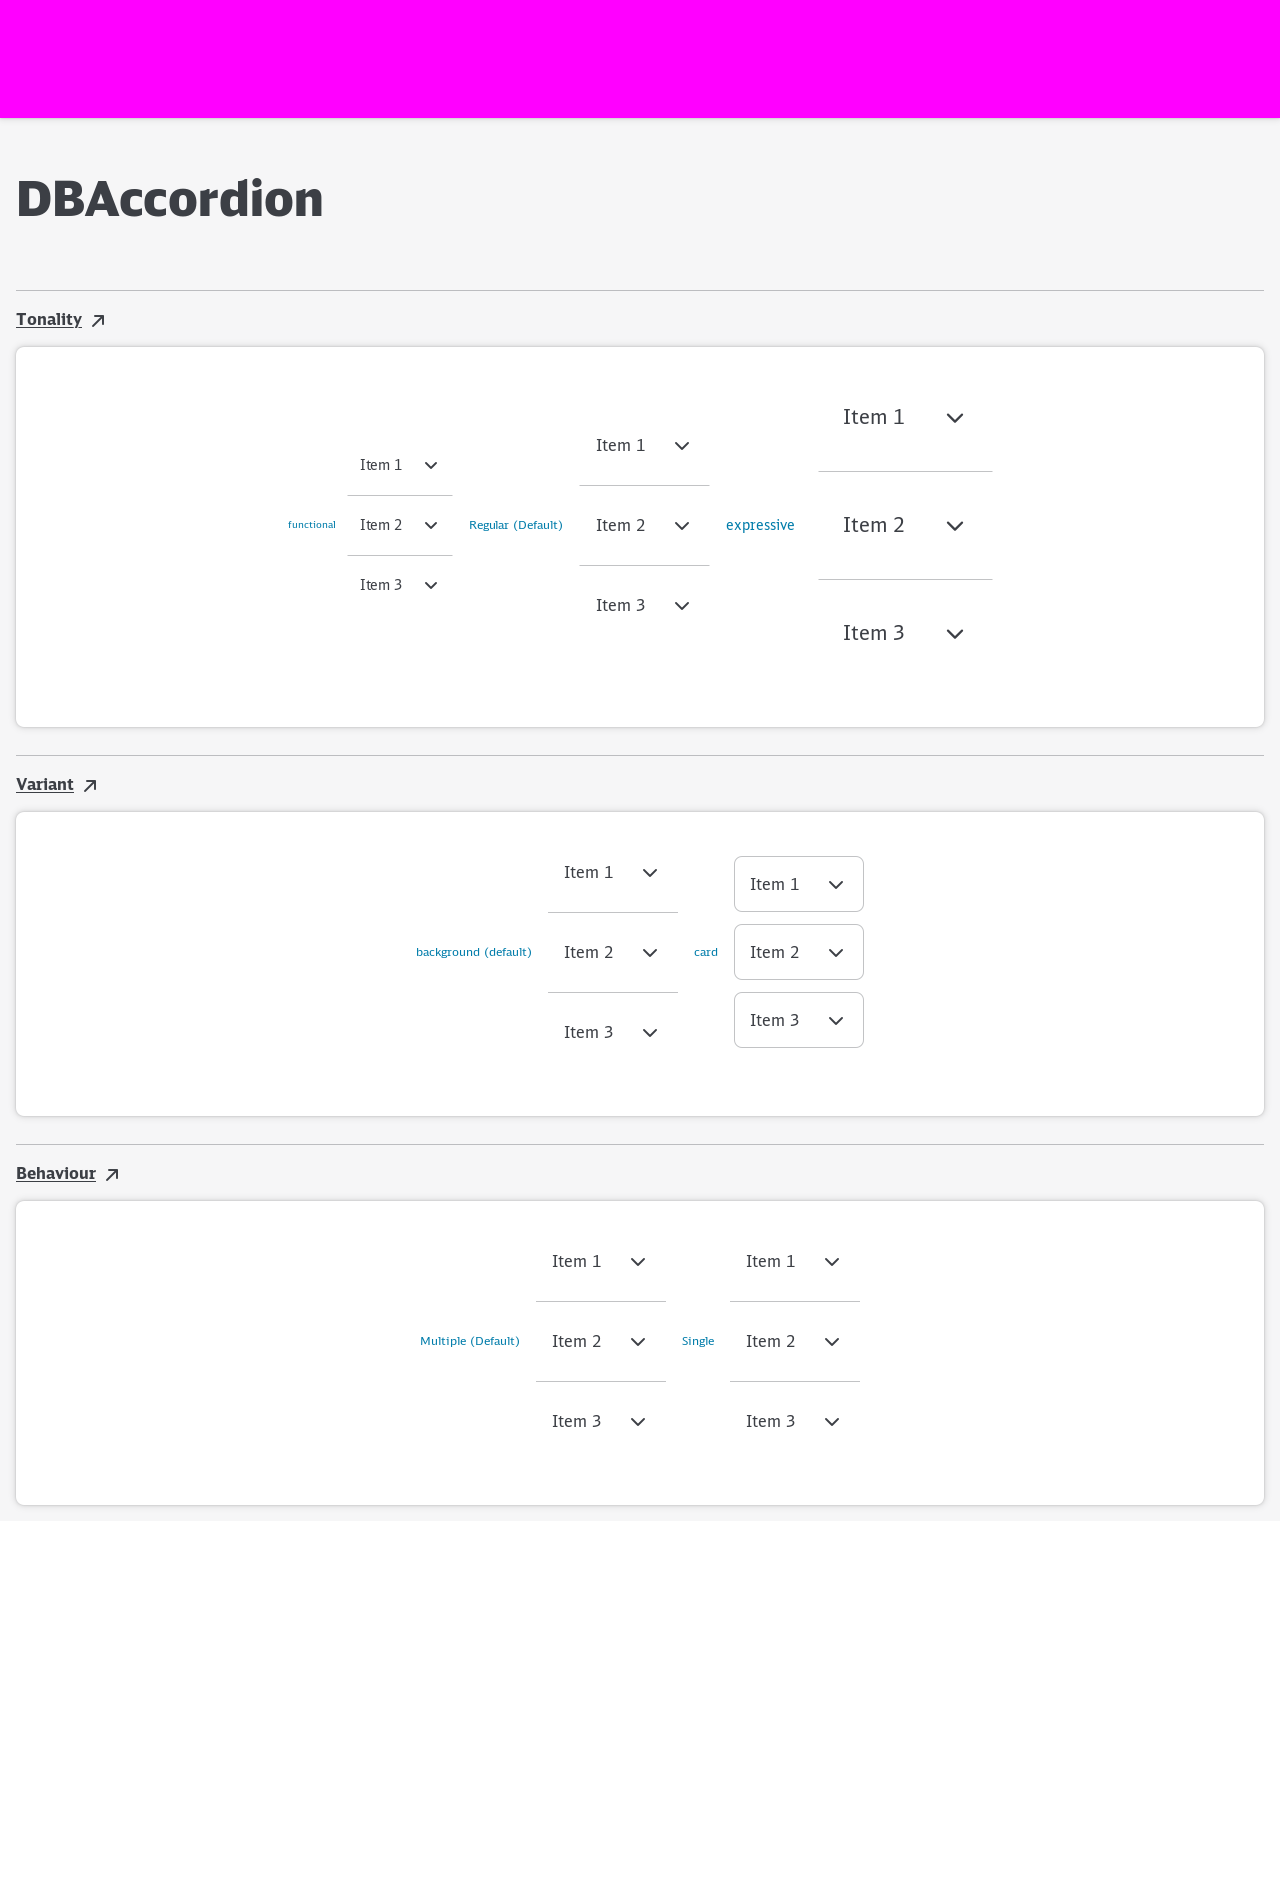 DBAccordion
Tonality
functional
Item 1
Item 2
Item 3
Regular (Default)
Item 1
Item 2
Item 3
expressive
Item 1
Item 2
Item 3
Variant
background (default)
Item 1
Item 2
Item 3
card
Item 1
Item 2
Item 3
Behaviour
Multiple (Default)
Item 1
Item 2
Item 3
Single
Item 1
Item 2
Item 3